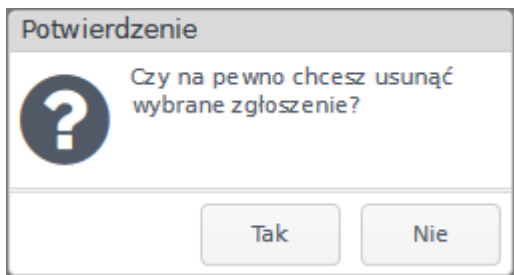 Potwierdzenie
Czy na pewno chcesz usunąć
wybrane zgłoszenie?
Tak
Nie